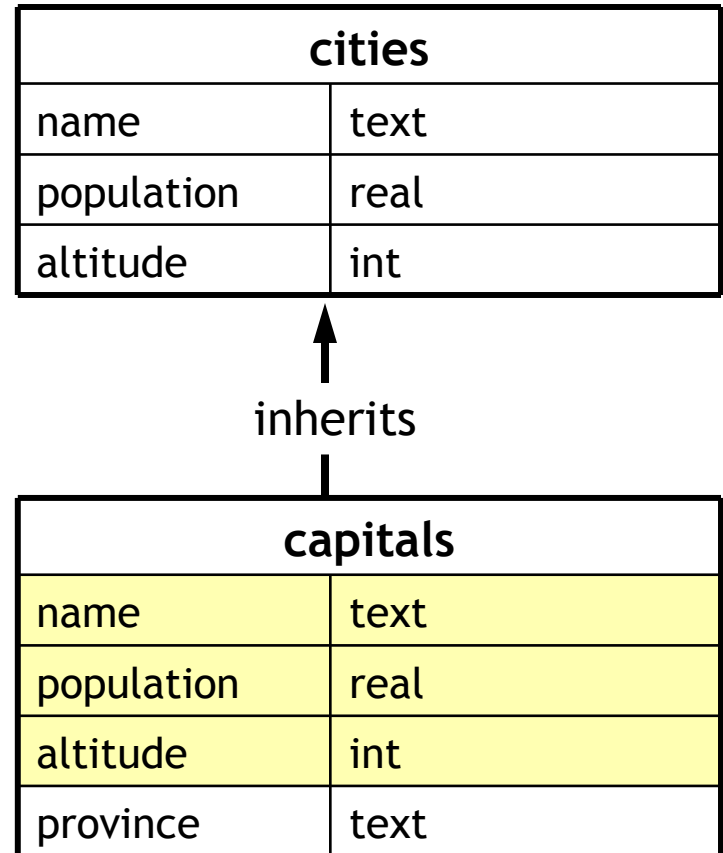 cities
name text
population real
altitude int
inherits
capitals
name text
population real
altitude int
province text